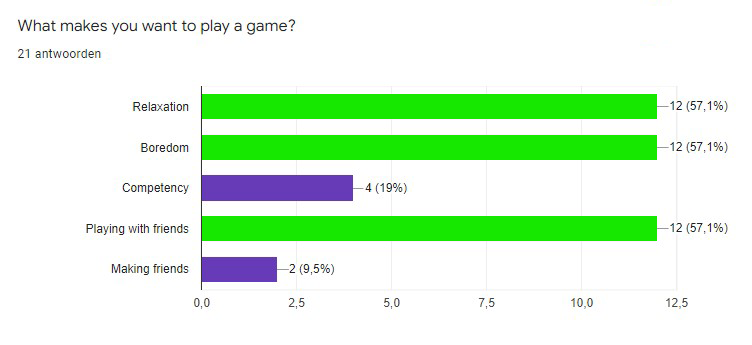 What makes you want to play a game?
21 antwoorden
Relaxation 12 (57,1%)
Boredom 12 (57,1%)
Competency 4 (19%)
Playing with friends 12 (57,1%)
Making friends 2 (9,5%)
0,0 2,5 5,0 7,5 10,0 12,5